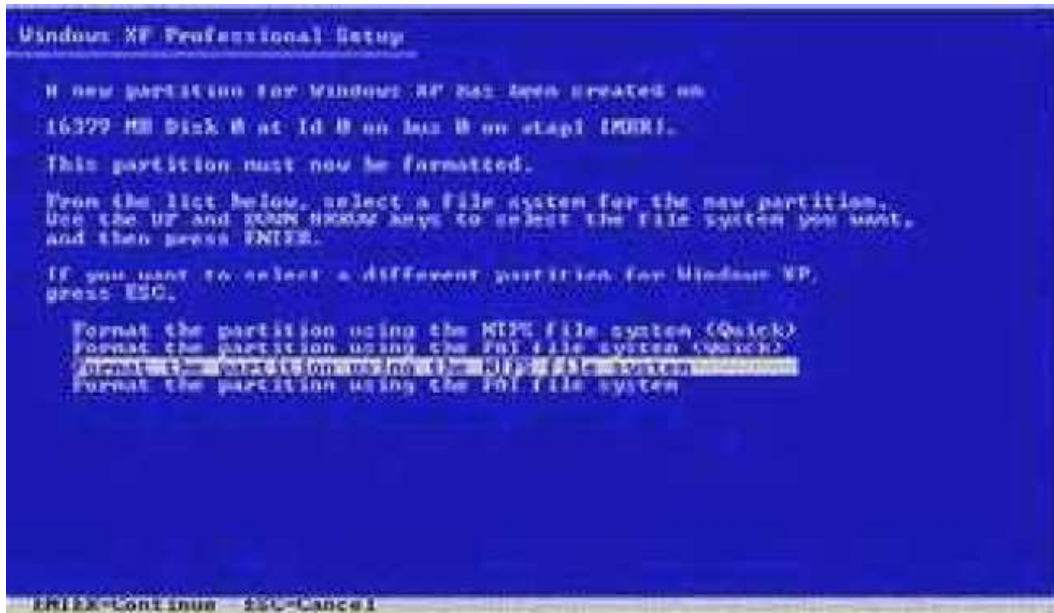 Windows XP Professional Setup
A new partition for Windows XP has been created on
16379 MB Disk 0 at Id 0 on bus 0 on atapi [MBR].
This partition must now be formatted.
From the list below, select a file system for the new partition.
Use the UP and DOWN ARROW keys to select the file system you want,
and then press ENTER.
If you want to select a different partition for Windows XP,
press ESC.
Format the partition using the NTFS file system (Quick)
Format the partition using the FAT file system (Quick)
Format the partition using the NTFS file system
Format the partition using the FAT file system
ENTER=Continue ESC=Cancel